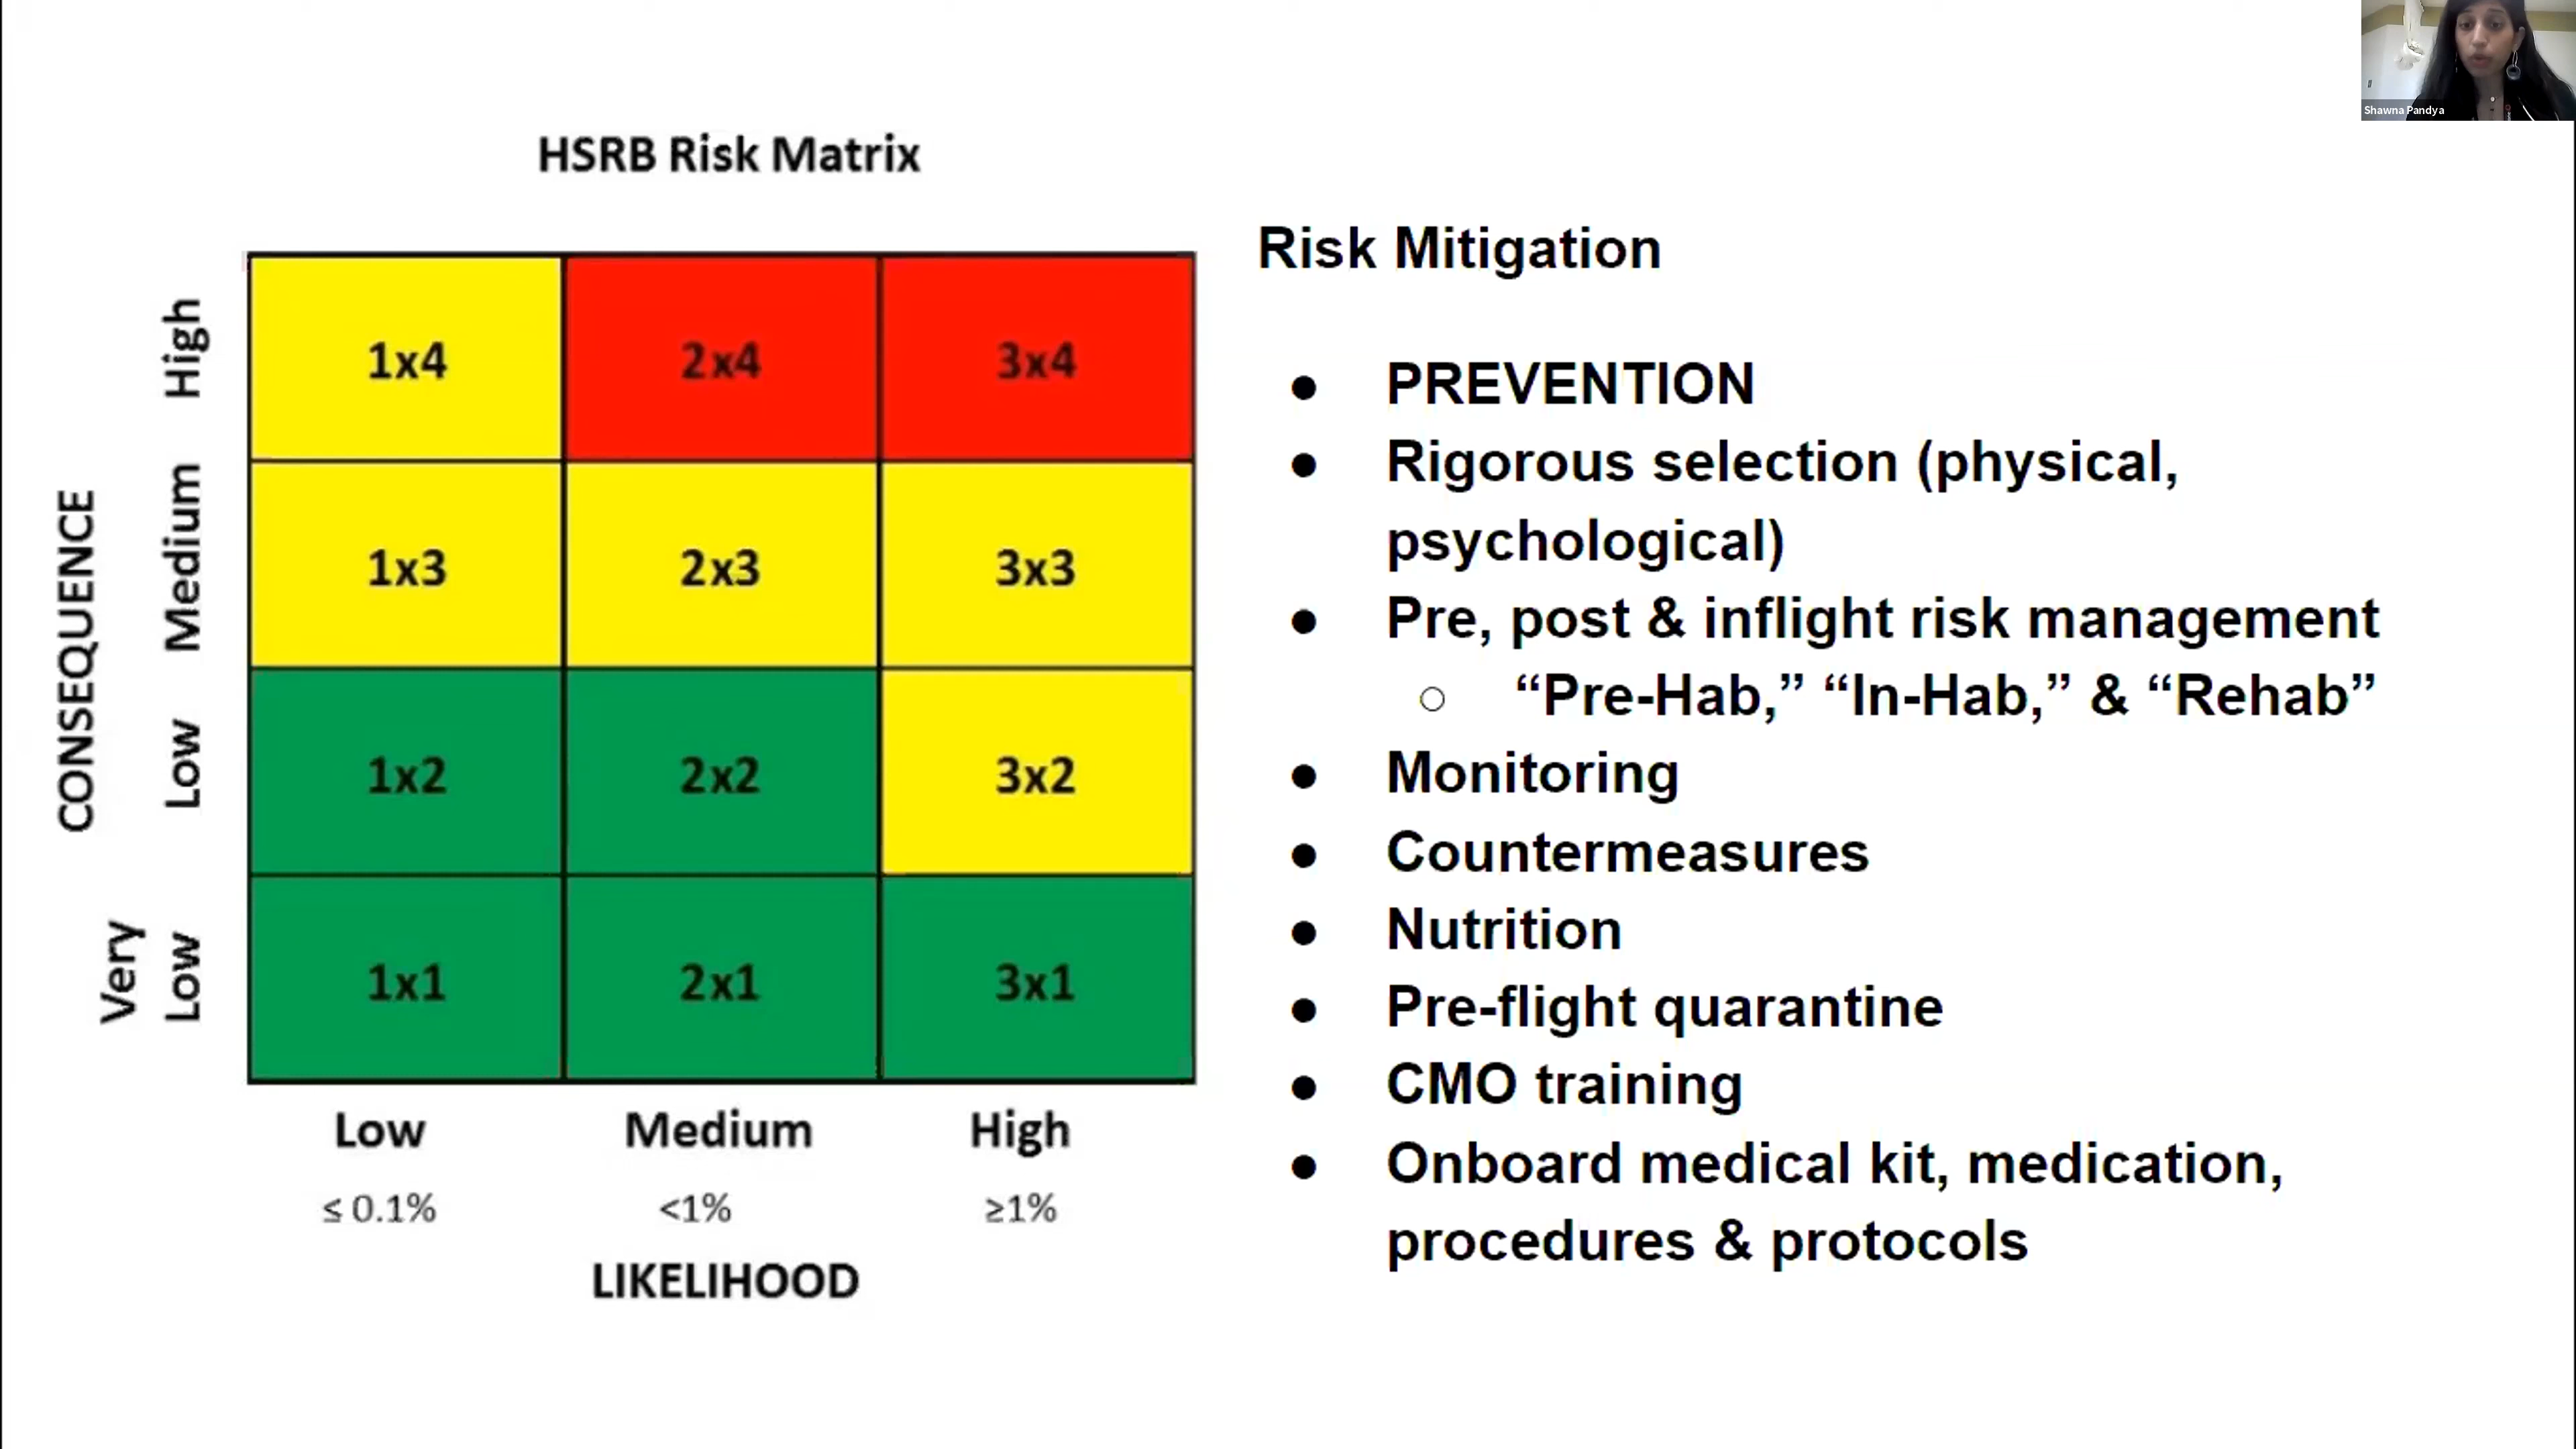 Shawna Pandya
HSRB Risk Matrix
CONSEQUENCE
High
1x4
2x4
3x4
Medium
1x3
2x3
3x3
Low
1x2
2x2
3x2
Very
Low
1x1
2x1
3x1
Low
Medium
High
≤ 0.1%
<1%
≥1%
LIKELIHOOD
Risk Mitigation
● PREVENTION
● Rigorous selection (physical,
psychological)
● Pre, post & inflight risk management
○ “Pre-Hab,” “In-Hab,” & “Rehab”
● Monitoring
● Countermeasures
● Nutrition
● Pre-flight quarantine
● CMO training
● Onboard medical kit, medication,
procedures & protocols